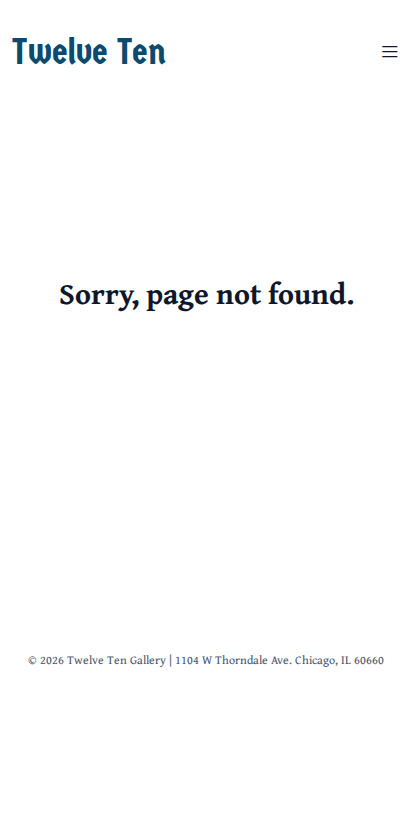 Twelve Ten
Sorry, page not found.
© 2026 Twelve Ten Gallery | 1104 W Thorndale Ave. Chicago, IL 60660